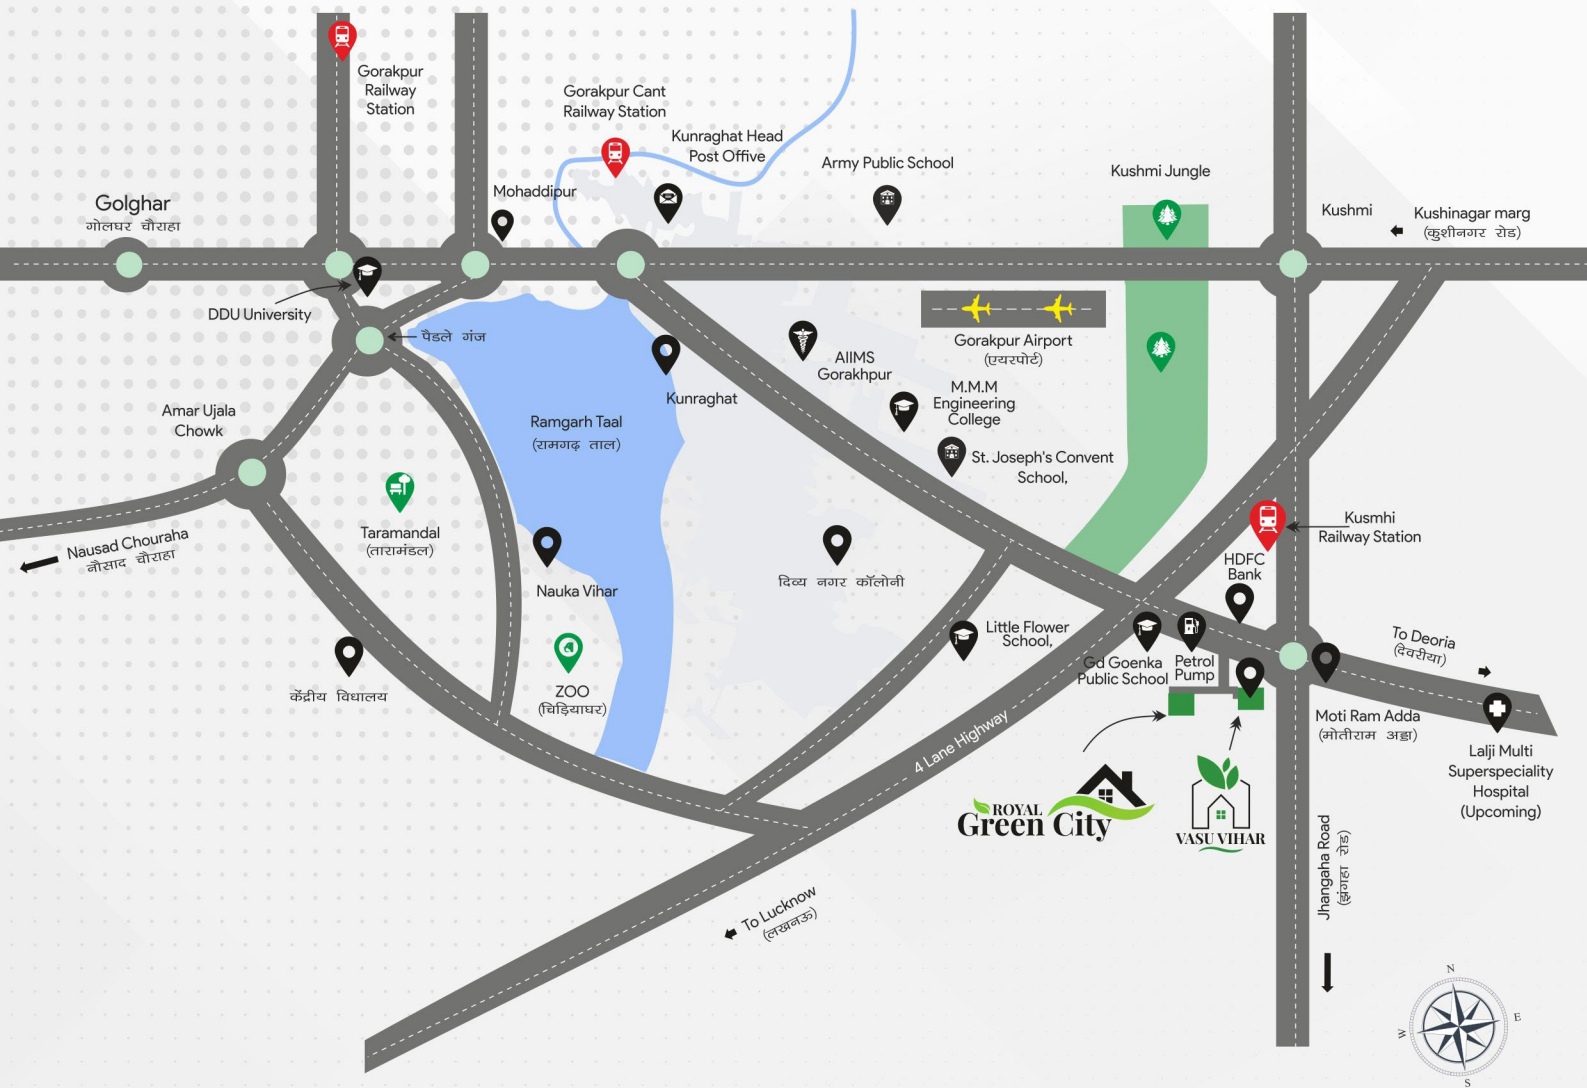 Gorakpur
Railway
Station
Gorakpur Cant
Railway Station
Kunraghat Head
Post Offive
Army Public School
Kushmi Jungle
Mohaddipur
Golghar
गोलघर चौराहा
Kushmi
Kushinagar marg
(कुशीनगर रोड)
DDU University
पैडले गंज
Gorakpur Airport
(एयरपोर्ट)
AIIMS
Gorakhpur
Kunraghat
M.M.M
Engineering
College
Amar Ujala
Chowk
Ramgarh Taal
(रामगढ़ ताल)
St. Joseph's Convent
School,
Taramandal
(तारामंडल)
Nausad Chouraha
नौसाद चौराहा
Kusmhi
Railway Station
HDFC
Bank
Nauka Vihar
दिव्य नगर कॉलोनी
Little Flower
School,
To Deoria
(देवरीया)
Gd Goenka
Public School
Petrol
Pump
केंद्रीय विधालय
ZOO
(चिड़ियाघर)
Moti Ram Adda
(मोतीराम अड्डा)
4 Lane Highway
Lalji Multi
Superspeciality
Hospital
(Upcoming)
ROYAL
Green City
VASU VIHAR
Jhangaha Road
(झंगहा रोड)
To Lucknow
(लखनऊ)
N
E
W
S